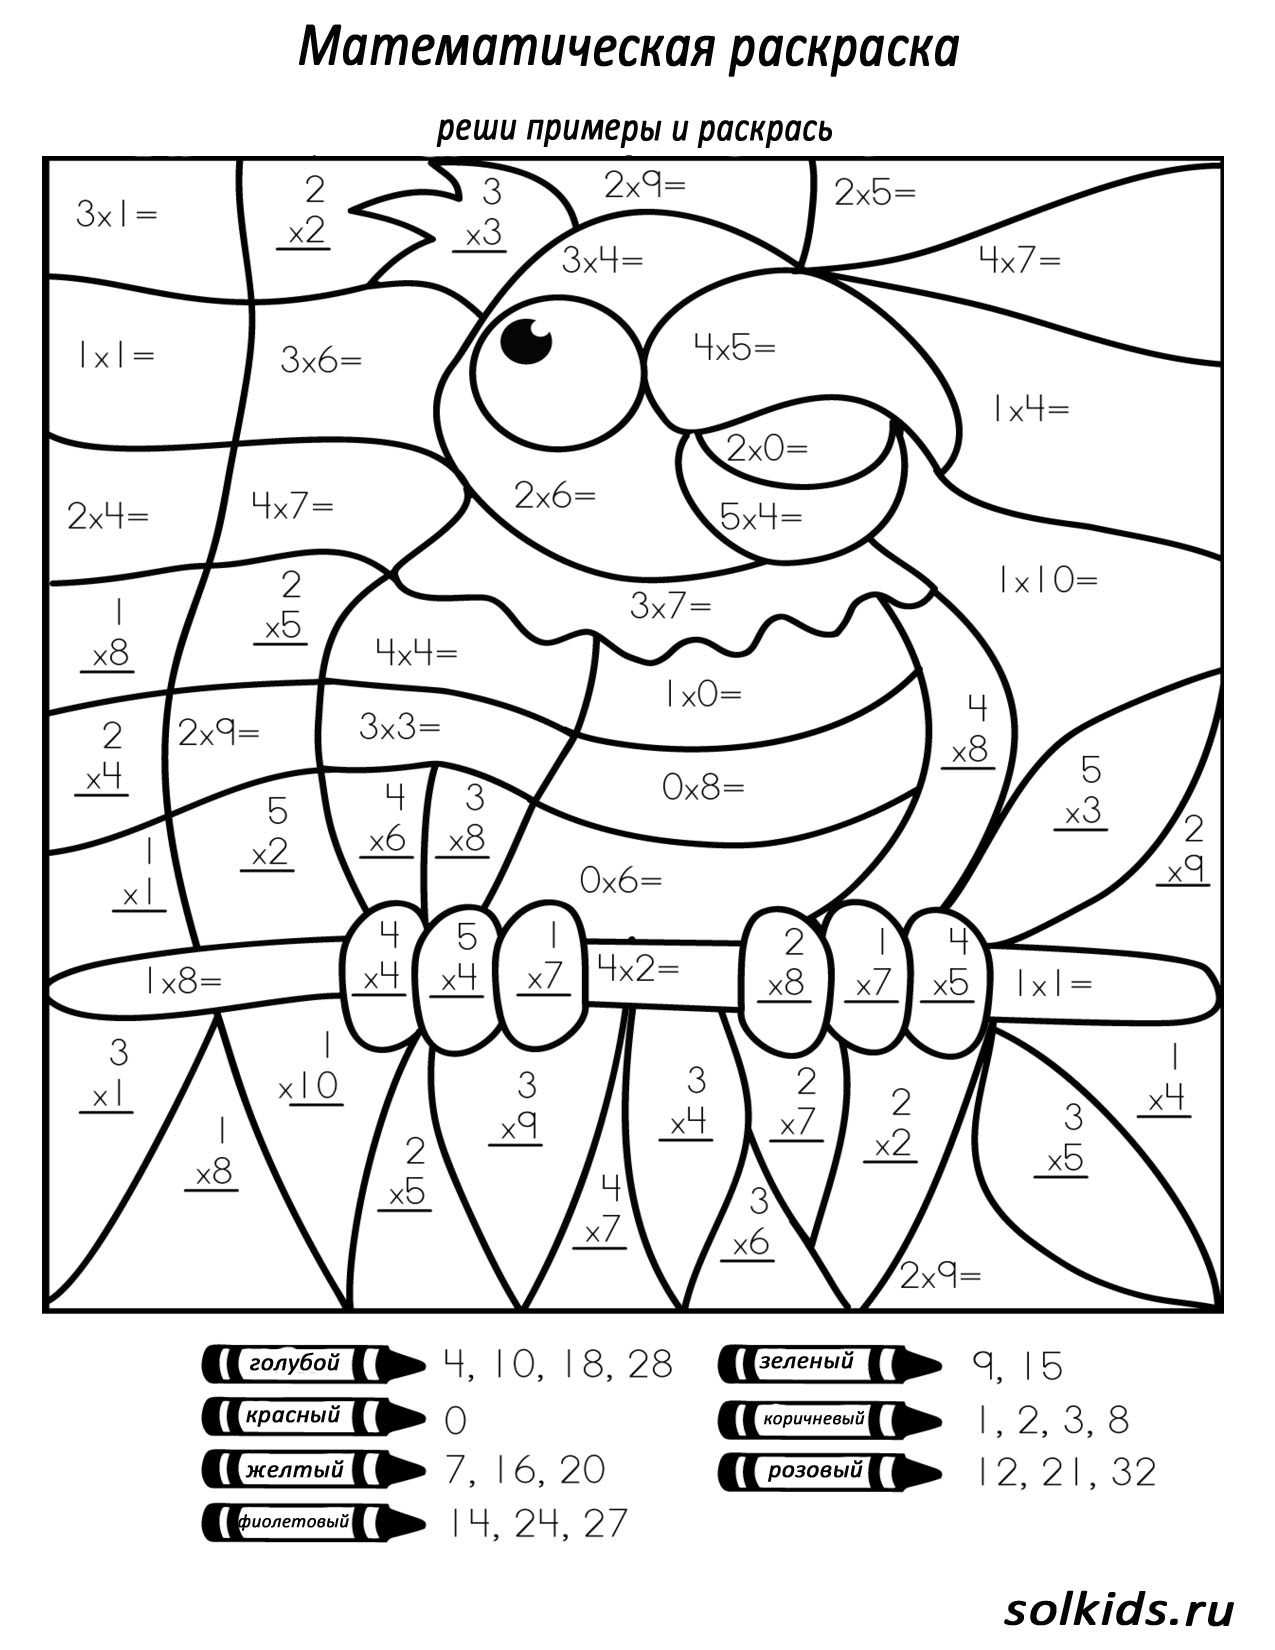 Математическая раскраска
реши примеры и раскрась
3x1=
2
x2
3
x3
2x9=
2x5=
3x4=
4x7=
1x1=
3x6=
4x5=
1x4=
2x0=
2x4=
4x7=
2x6=
5x4=
1x10=
1
x8
2
x5
3x7=
4x4=
1x0=
4
x8
2
x4
2x9=
3x3=
0x8=
5
x3
2
x9
1
x1
5
x2
4
x6
3
x8
0x6=
1x8=
4
x4
5
x4
1
x7
4x2=
2
x8
1
x7
4
x5
1x1=
3
x1
1
x8
1
x10
2
x5
3
x9
4
x7
3
x4
3
x6
2
x7
2
x2
2x9=
3
x5
1
x4
голубой 4, 10, 18, 28
красный 0
желтый 7, 16, 20
фиолетовый 14, 24, 27
зеленый 9, 15
коричневый 1, 2, 3, 8
розовый 12, 21, 32
solkids.ru